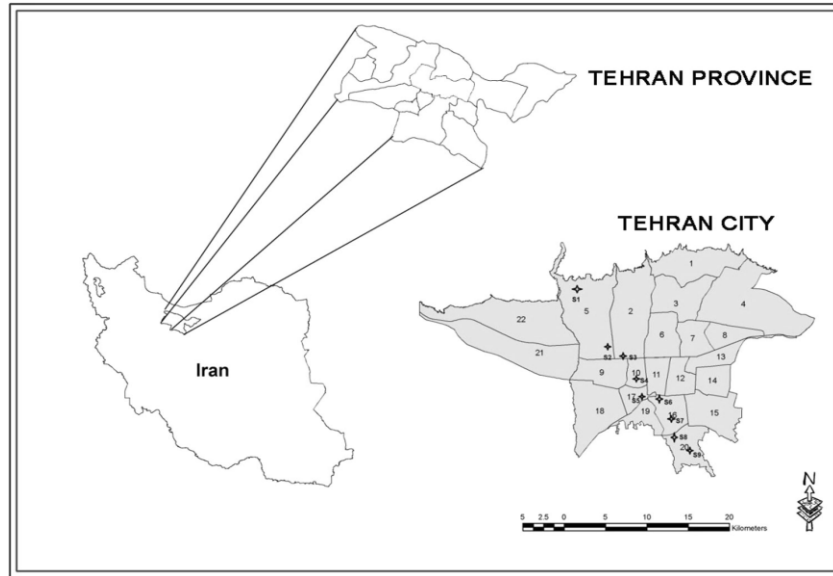 TEHRAN PROVINCE
TEHRAN CITY
1
S1
5
2
3
4
22
6
7
8
21
S2
S3
13
9
10
S4
11
12
14
17
S5
S6
18
19
16
S7
15
S8
20
S9
Iran
N
5 2.5 0 5 10 15 20
Kilometers